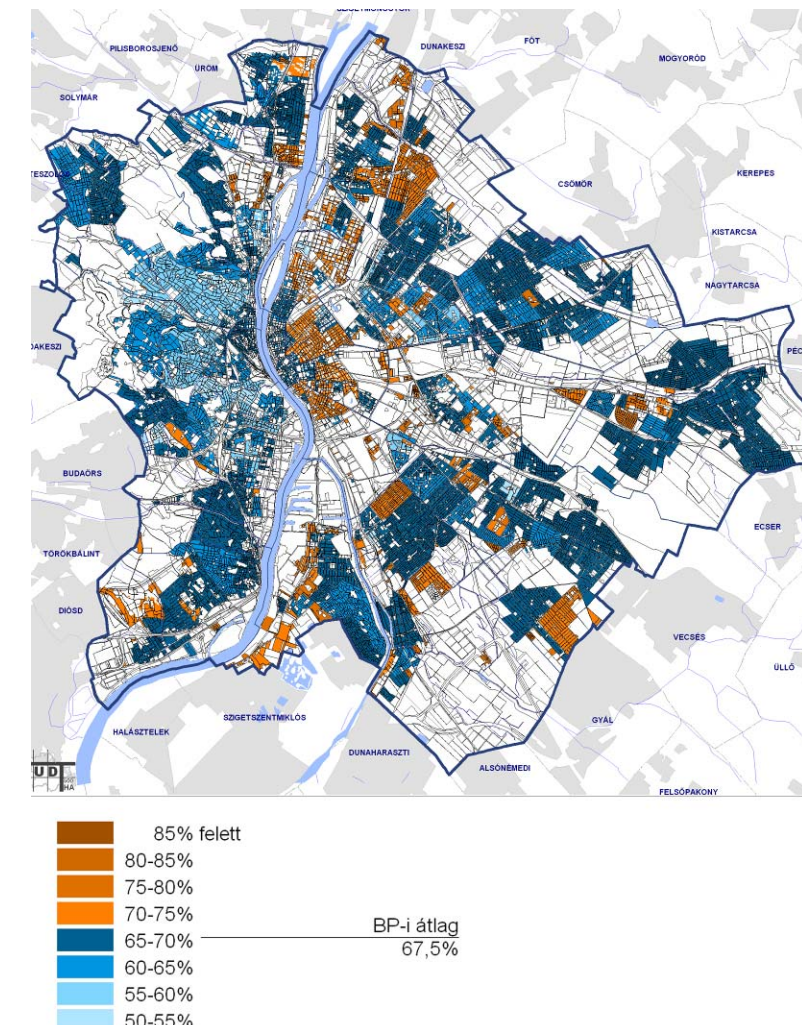 PILISBOROSJENŐ
ÜRÖM
DUNAKESZI
FÓT
MOGYORÓD
SOLYMÁR
CSÖMÖR
KEREPES
KISTARCSA
NAGYTARCSA
BUDAÖRS
ECSER
TÖRÖKBÁLINT
DIÓSD
VECSÉS
ÜLLŐ
SZIGETSZENTMIKLÓS
GYÁL
HALÁSZTELEK
DUNAHARASZTI
ALSÓNÉMEDI
FELSŐPAKONY
85% felett
80-85%
75-80%
70-75%
BP-i átlag
65-70%
67,5%
60-65%
55-60%
50-55%